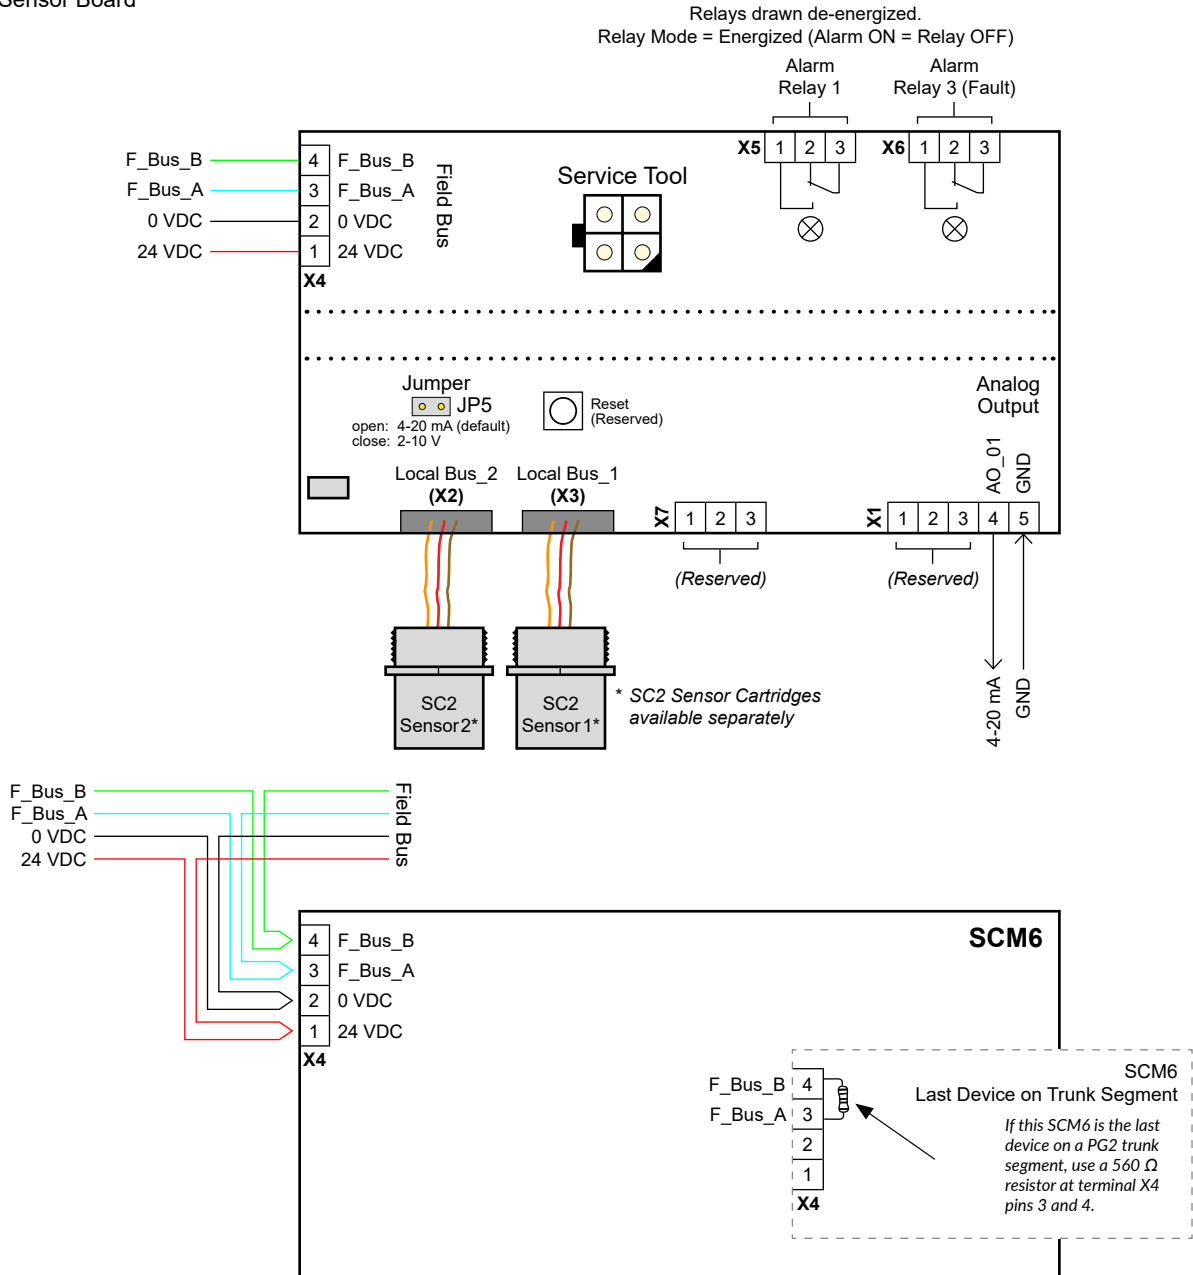 Sensor Board
Relays drawn de-energized.
Relay Mode = Energized (Alarm ON = Relay OFF)
Alarm
Relay 1
Alarm
Relay 3 (Fault)
X5 1 2 3
X6 1 2 3
F_Bus_B 4 F_Bus_B
F_Bus_A 3 F_Bus_A
0 VDC 2 0 VDC
24 VDC 1 24 VDC
X4
Field Bus
Service Tool
Jumper
JP5
open: 4-20 mA (default)
close: 2-10 V
Reset
(Reserved)
Analog
Output
AO_01
GND
Local Bus_2
(X2)
Local Bus_1
(X3)
X7 1 2 3
(Reserved)
X1 1 2 3 4 5
(Reserved)
4-20 mA
GND
SC2
Sensor2*
SC2
Sensor1*
* SC2 Sensor Cartridges
available separately
F_Bus_B
F_Bus_A
0 VDC
24 VDC
Field Bus
SCM6
4 F_Bus_B
3 F_Bus_A
2 0 VDC
1 24 VDC
X4
SCM6
Last Device on Trunk Segment
F_Bus_B 4
F_Bus_A 3
2
1
X4
If this SCM6 is the last
device on a PG2 trunk
segment, use a 560 Ω
resistor at terminal X4
pins 3 and 4.